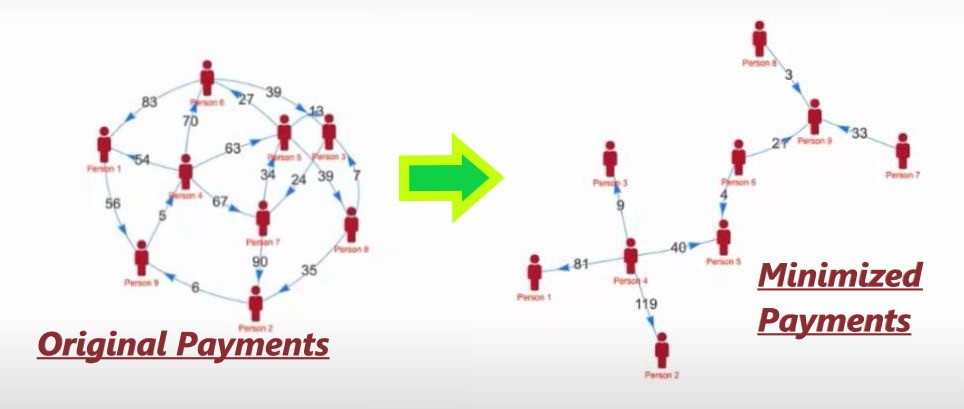 Person 6
83
39
27
13
70
Person 5
Person 3
63
Person 1
54
Person 4
34
24
39
7
56
5
67
Person 7
Person 8
Person 9
90
35
6
Person 2
Original Payments
Person 8
3
Person 9
33
21
Person 3
Person 6
Person 7
9
4
40
Person 5
81
Person 4
Person 1
119
Person 2
Minimized
Payments